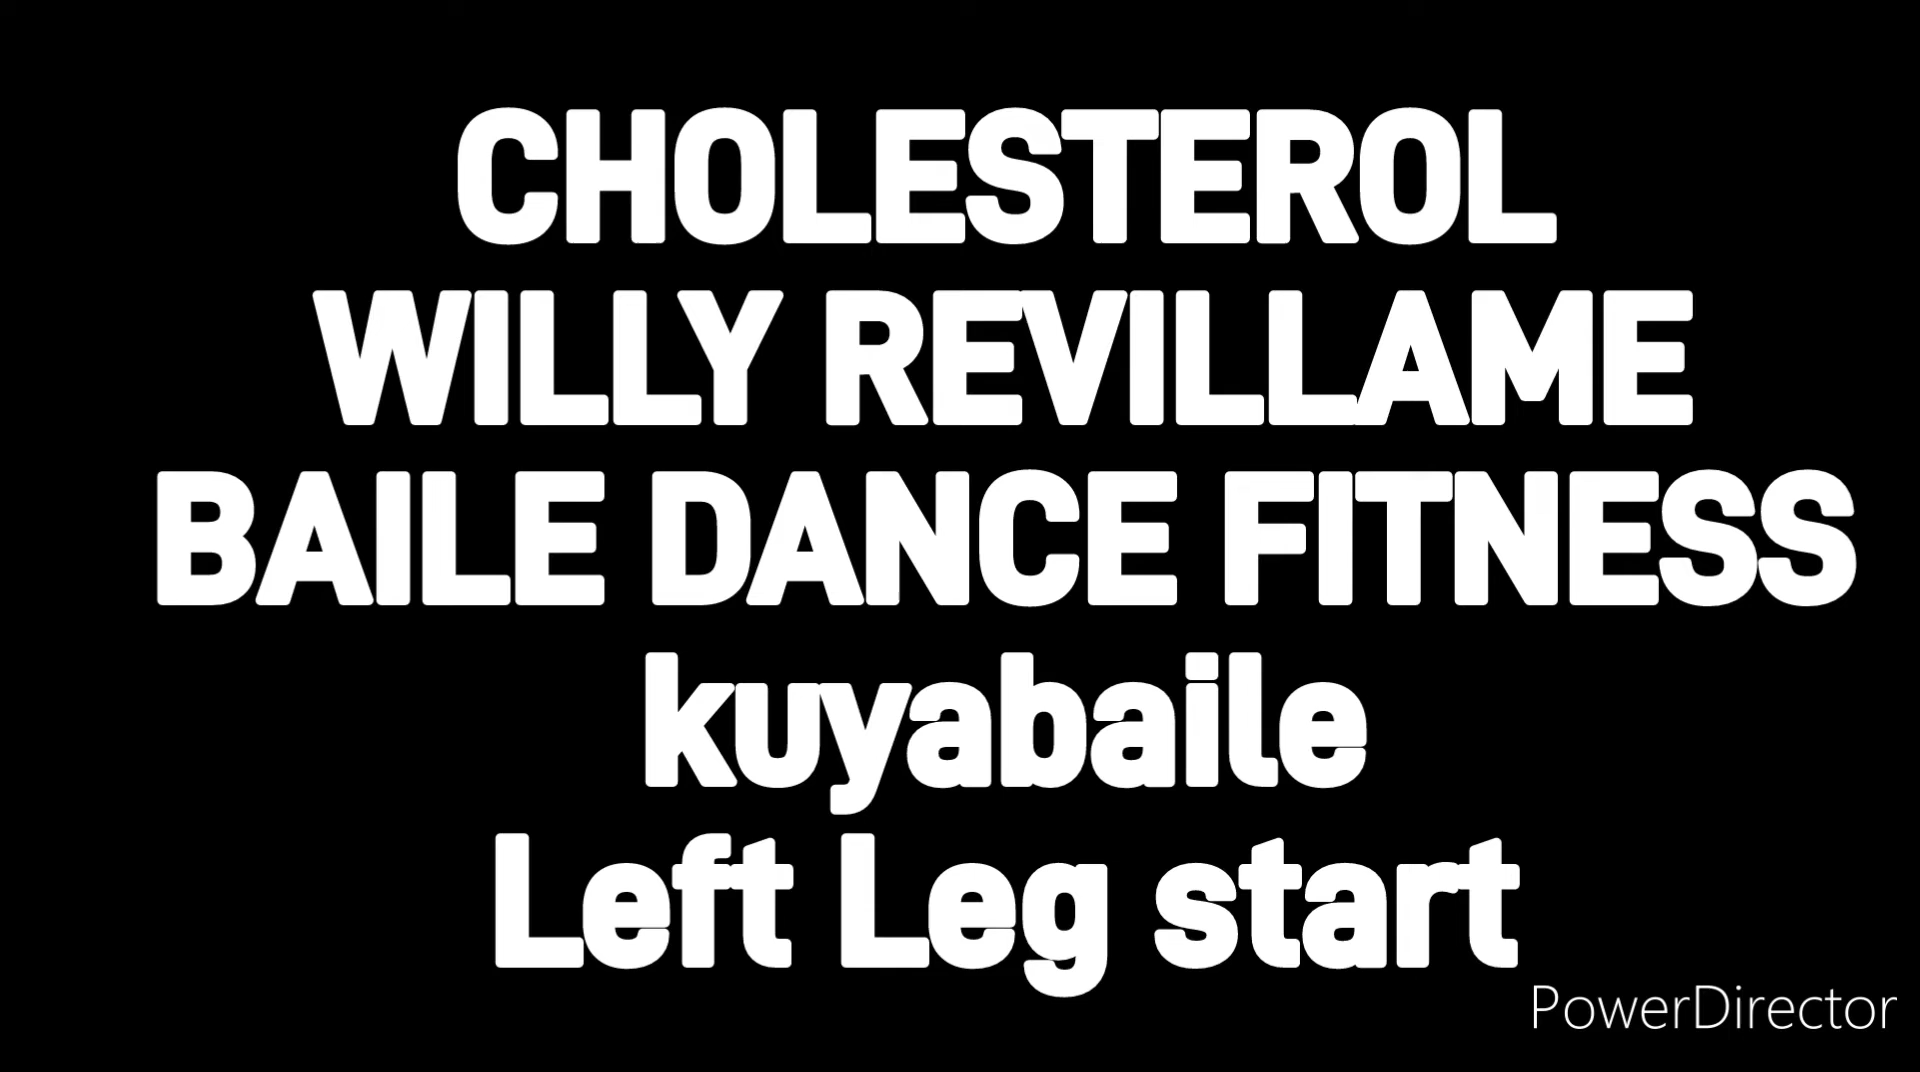 CHOLESTEROL
WILLY REVILLAME
BAILE DANCE FITNESS
kuyabaile
Left Leg start
PowerDirector